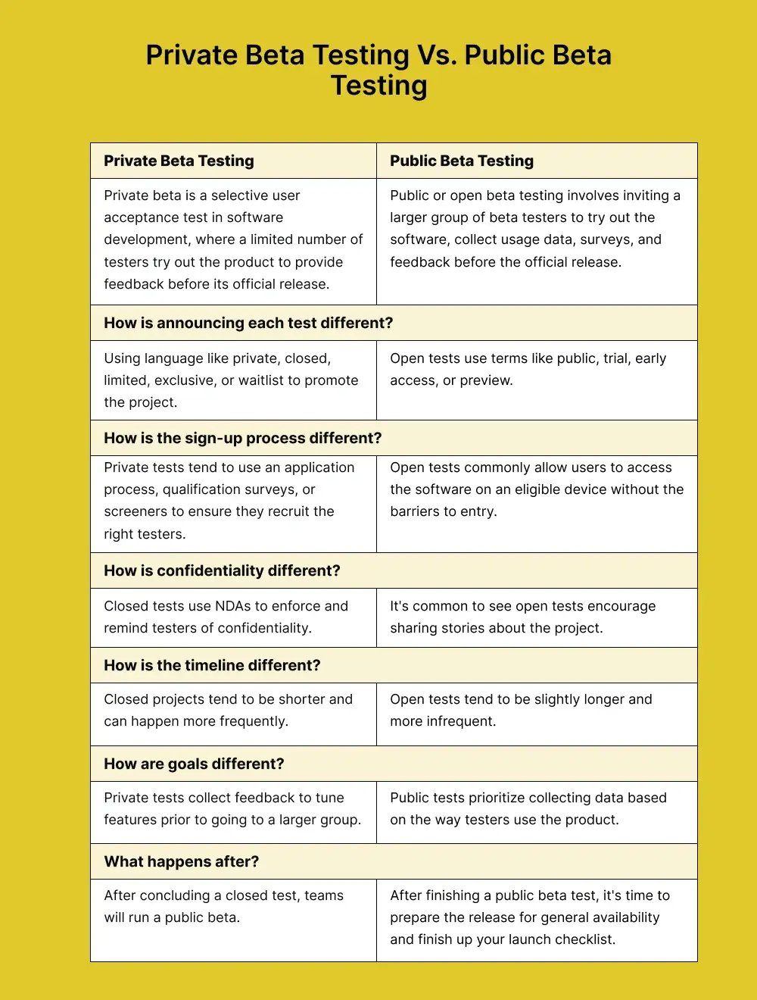 Private Beta Testing Vs. Public Beta
Testing
Private Beta Testing
Public Beta Testing
Private beta is a selective user
acceptance test in software
development, where a limited number of
testers try out the product to provide
feedback before its official release.
Public or open beta testing involves inviting a
larger group of beta testers to try out the
software, collect usage data, surveys, and
feedback before the official release.
How is announcing each test different?
Using language like private, closed,
limited, exclusive, or waitlist to promote
the project.
Open tests use terms like public, trial, early
access, or preview.
How is the sign-up process different?
Private tests tend to use an application
process, qualification surveys, or
screeners to ensure they recruit the
right testers.
Open tests commonly allow users to access
the software on an eligible device without the
barriers to entry.
How is confidentiality different?
Closed tests use NDAs to enforce and
remind testers of confidentiality.
It's common to see open tests encourage
sharing stories about the project.
How is the timeline different?
Closed projects tend to be shorter and
can happen more frequently.
Open tests tend to be slightly longer and
more infrequent.
How are goals different?
Private tests collect feedback to tune
features prior to going to a larger group.
Public tests prioritize collecting data based
on the way testers use the product.
What happens after?
After concluding a closed test, teams
will run a public beta.
After finishing a public beta test, it's time to
prepare the release for general availability
and finish up your launch checklist.